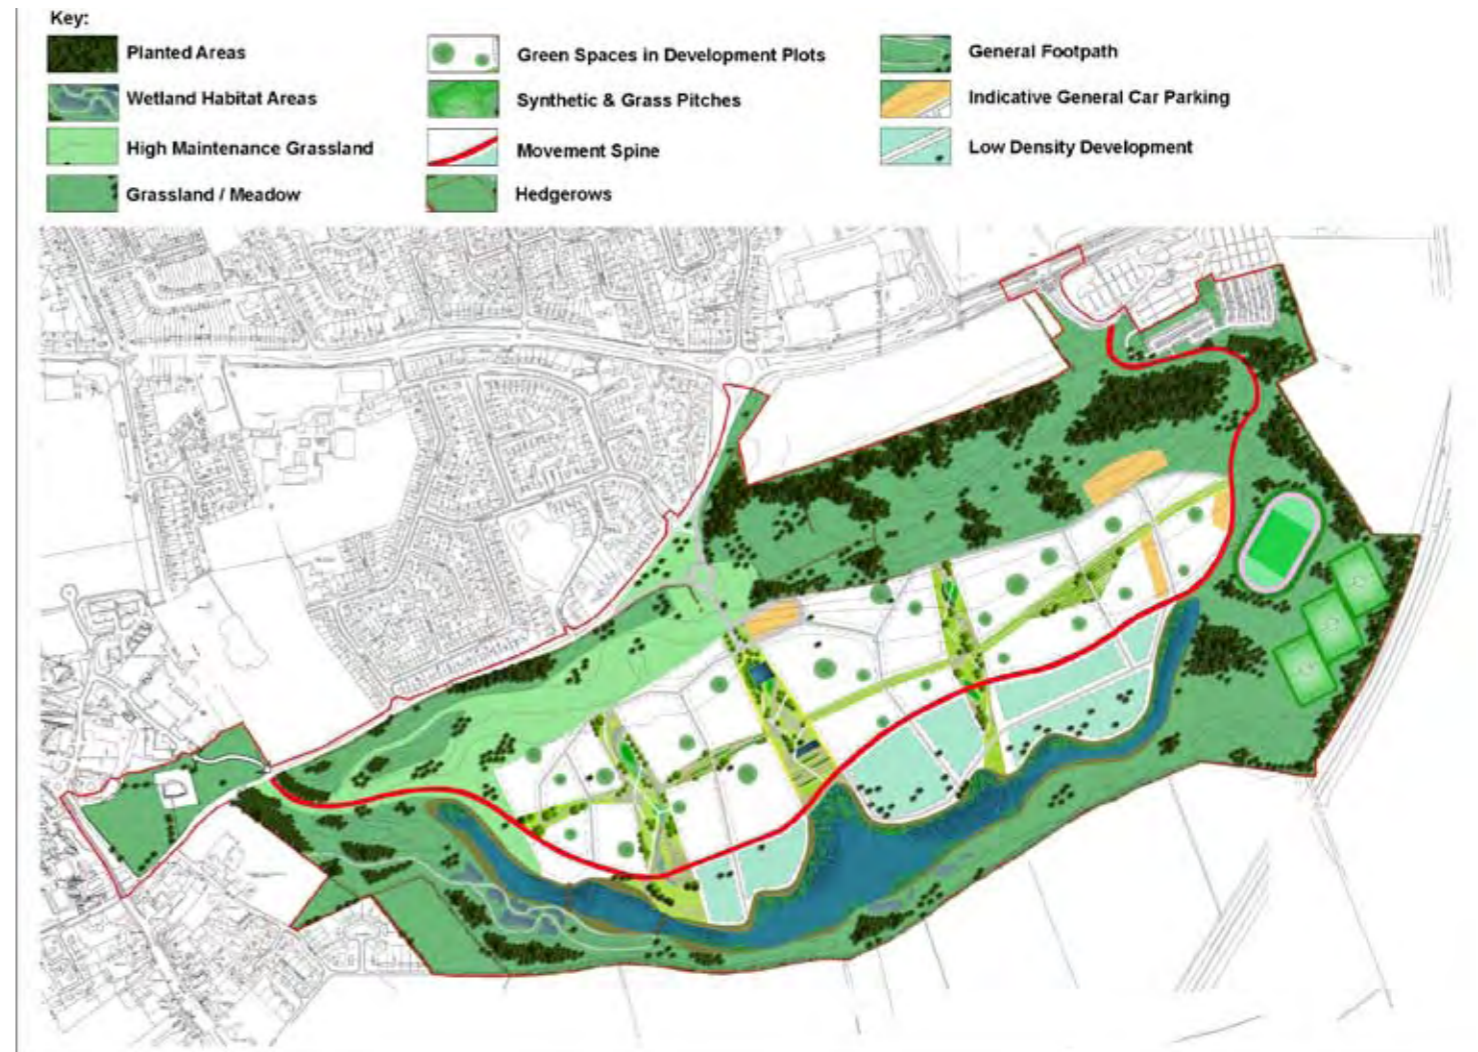 Key:
Planted Areas
Wetland Habitat Areas
High Maintenance Grassland
Grassland / Meadow
Green Spaces in Development Plots
Synthetic & Grass Pitches
Movement Spine
Hedgerows
General Footpath
Indicative General Car Parking
Low Density Development